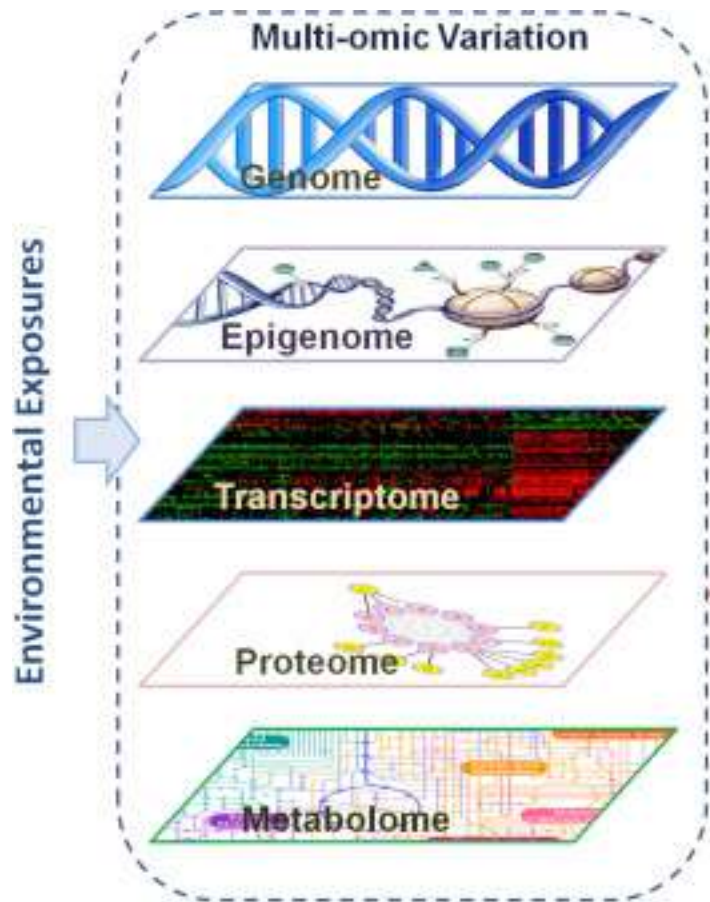 Multi-omic Variation
Genome
Epigenome
Environmental Exposures
Transcriptome
Proteome
Metabolome